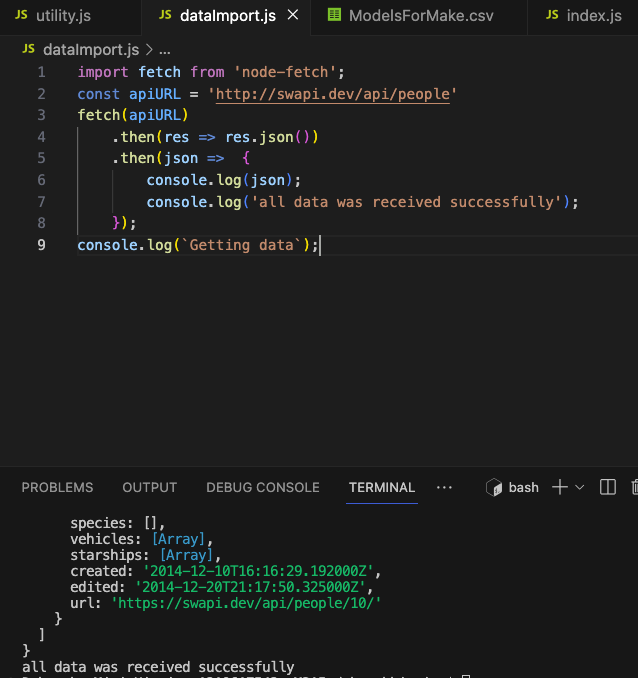 JS utility.js JS dataImport.js × ModelsForMake.csv JS index.js
JS dataImport.js > ...
1 import fetch from 'node-fetch';
2 const apiURL = 'http://swapi.dev/api/people'
3 fetch(apiURL)
4 .then(res => res.json())
5 .then(json => {
6 console.log(json);
7 console.log('all data was received successfully');
8 });
9 console.log(`Getting data`);
PROBLEMS OUTPUT DEBUG CONSOLE TERMINAL ... bash
species: [],
vehicles: [Array],
starships: [Array],
created: '2014-12-10T16:16:29.192000Z',
edited: '2014-12-20T21:17:50.325000Z',
url: 'https://swapi.dev/api/people/10/'
}
]
}
all data was received successfully